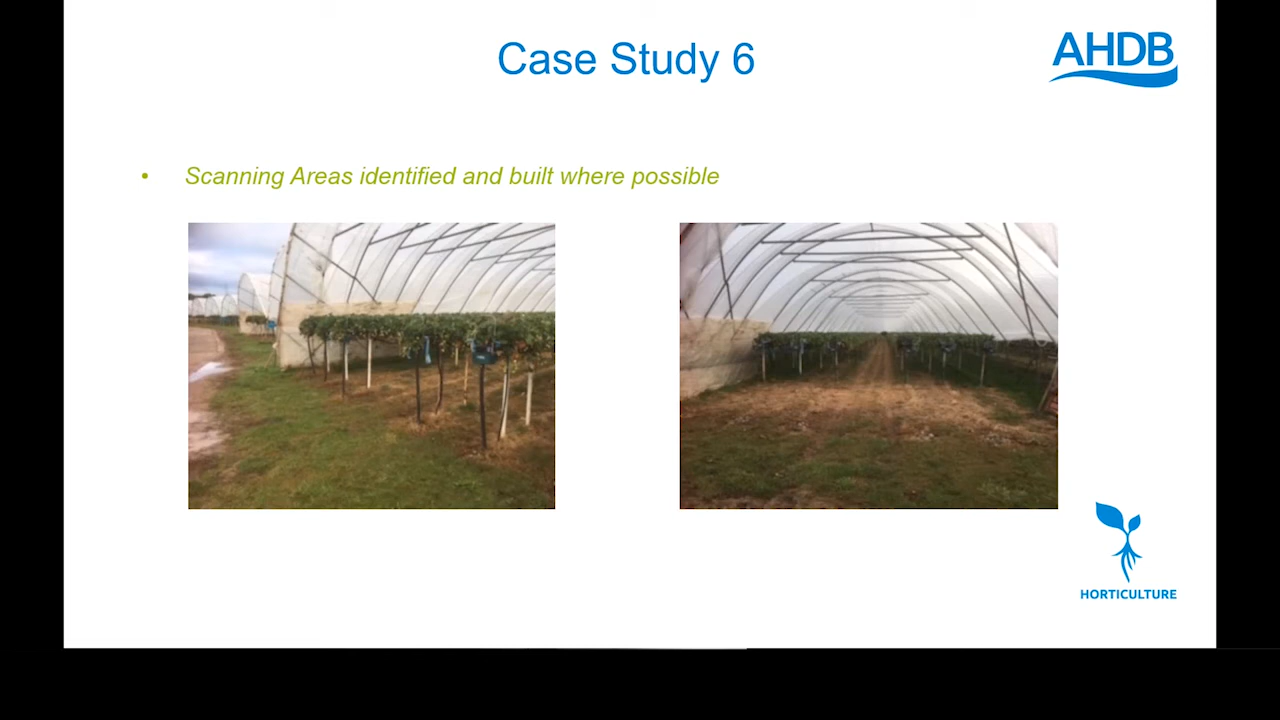 Case Study 6
AHDB
• Scanning Areas identified and built where possible
HORTICULTURE